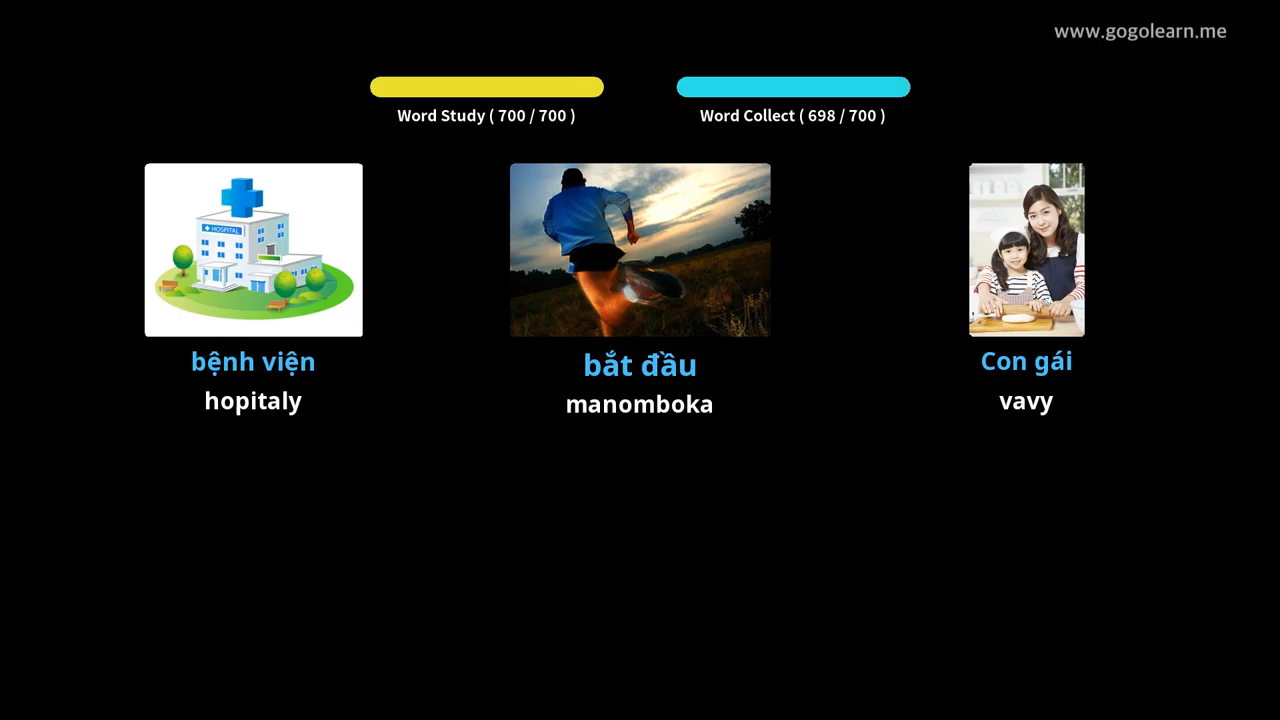 www.gogolearn.me
Word Study ( 700 / 700 )
Word Collect ( 698 / 700 )
HOSPITAL
bệnh viện
bắt đầu
Con gái
hopitaly
manomboka
vavy